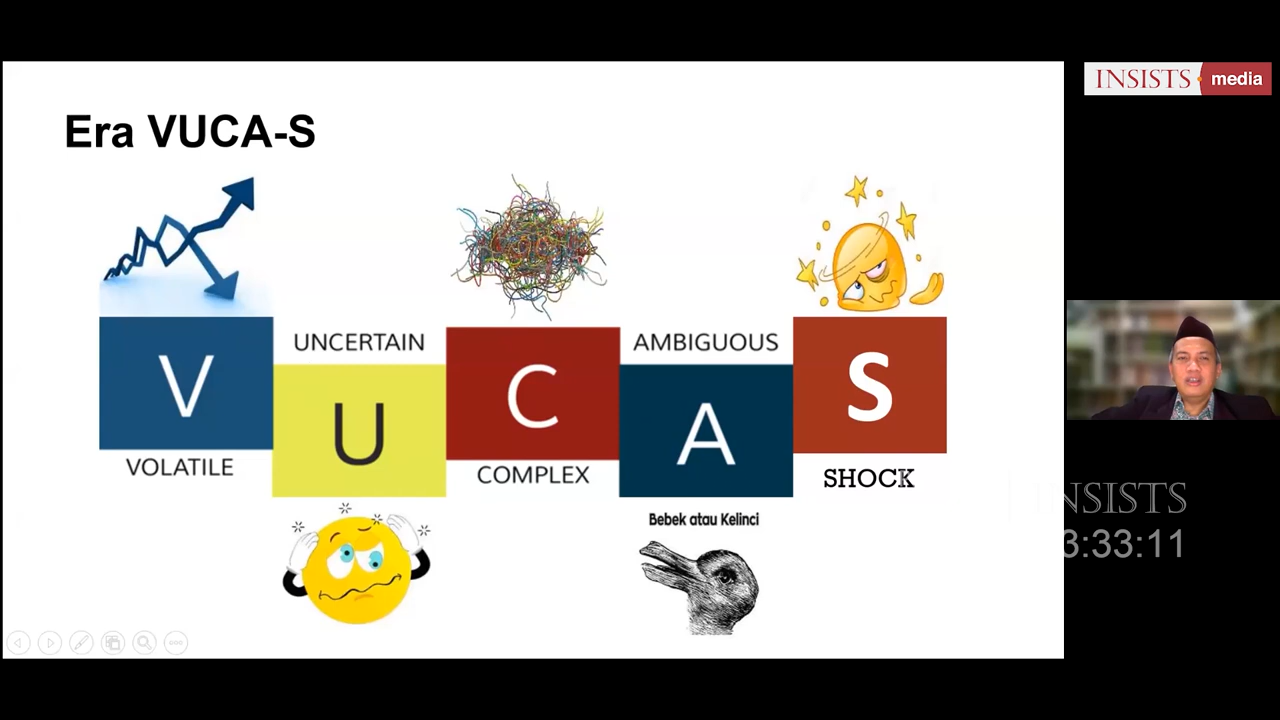 INSISTS media
Era VUCA-S
V
VOLATILE
UNCERTAIN
U
C
COMPLEX
AMBIGUOUS
A
Bebek atau Kelinci
S
SHOCK
INSISTS
3:33:11